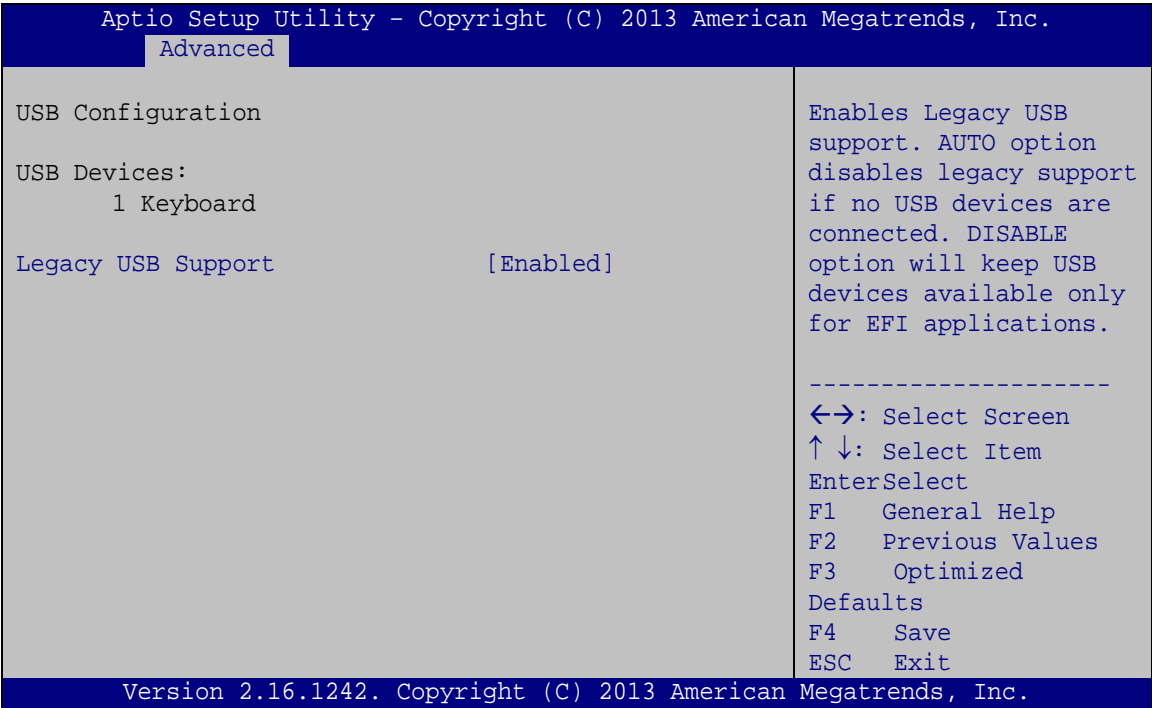 Aptio Setup Utility – Copyright (C) 2013 American Megatrends, Inc.
Advanced
USB Configuration
USB Devices:
1 Keyboard
Legacy USB Support [Enabled]
Enables Legacy USB
support. AUTO option
disables legacy support
if no USB devices are
connected. DISABLE
option will keep USB
devices available only
for EFI applications.
---------------------
←→: Select Screen
↑ ↓: Select Item
EnterSelect
F1 General Help
F2 Previous Values
F3 Optimized
Defaults
F4 Save
ESC Exit
Version 2.16.1242. Copyright (C) 2013 American Megatrends, Inc.